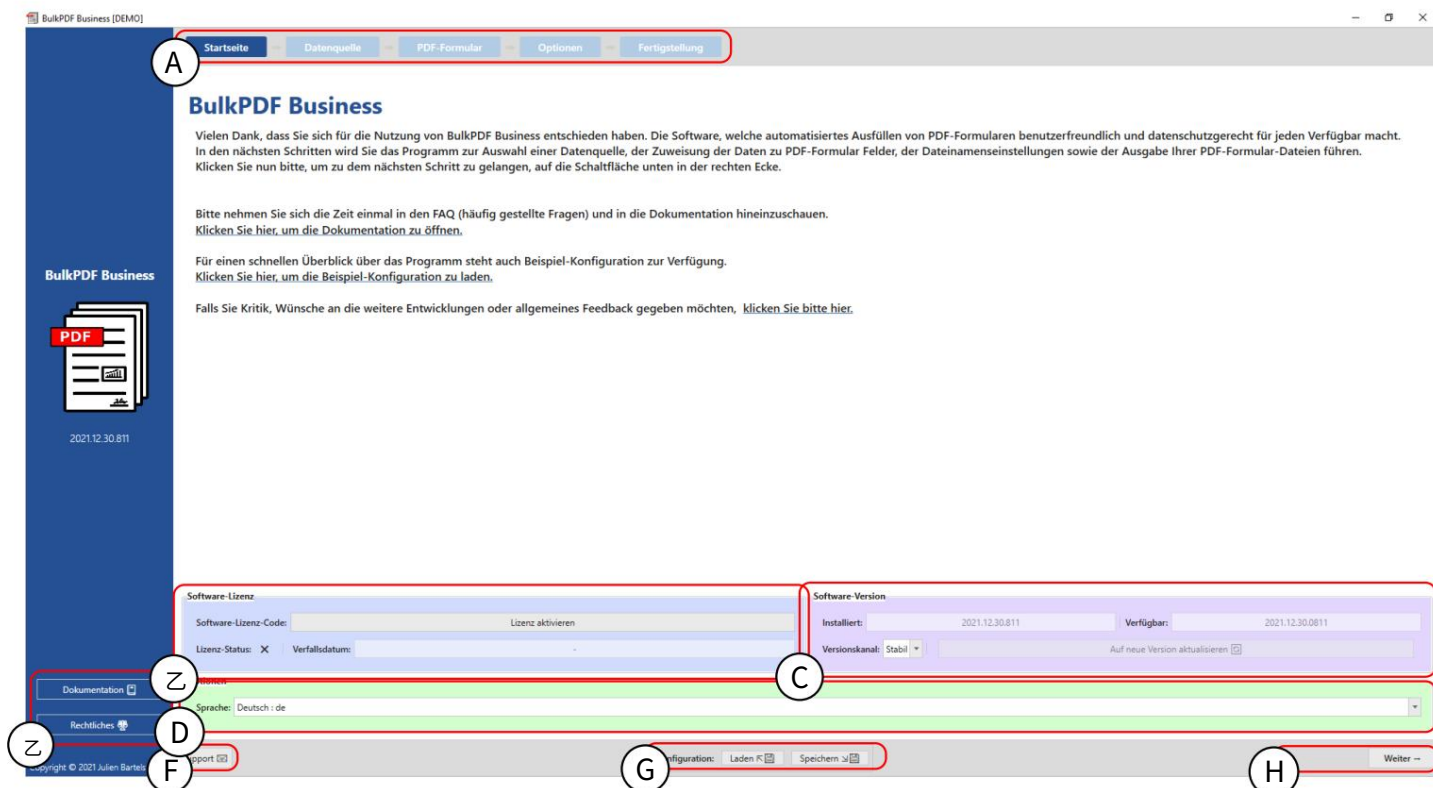 BulkPDF Business [DEMO]
A
Startseite
Datenquelle
PDF-Formular
Optionen
Fertigstellung
BulkPDF Business
Vielen Dank, dass Sie sich für die Nutzung von BulkPDF Business entschieden haben. Die Software, welche automatisiertes Ausfüllen von PDF-Formularen benutzerfreundlich und datenschutzgerecht für jeden Verfügbar macht.
In den nächsten Schritten wird Sie das Programm zur Auswahl einer Datenquelle, der Zuweisung der Daten zu PDF-Formular Felder, der Dateinamenseinstellungen sowie der Ausgabe Ihrer PDF-Formular-Dateien führen.
Klicken Sie nun bitte, um zu dem nächsten Schritt zu gelangen, auf die Schaltfläche unten in der rechten Ecke.
Bitte nehmen Sie sich die Zeit einmal in den FAQ (häufig gestellte Fragen) und in die Dokumentation hineinzuschauen.
Klicken Sie hier, um die Dokumentation zu öffnen.
Für einen schnellen Überblick über das Programm steht auch Beispiel-Konfiguration zur Verfügung.
Klicken Sie hier, um die Beispiel-Konfiguration zu laden.
Falls Sie Kritik, Wünsche an die weitere Entwicklungen oder allgemeines Feedback gegeben möchten, klicken Sie bitte hier.
BulkPDF Business
PDF
2021.12.30.811
Software-Lizenz
Software-Lizenz-Code: Lizenz aktivieren
Lizenz-Status: Verfallsdatum: -
乙
Software-Version
Installiert: 2021.12.30.811 Verfügbar: 2021.12.30.0811
Versionskanal: Stabil Auf neue Version aktualisieren
C
Sprache: Deutsch : de
D
Dokumentation
Rechtliches
乙
Copyright © 2021 Julien Bartels
F
pport
G
nfiguration: Laden Speichern
H
Weiter